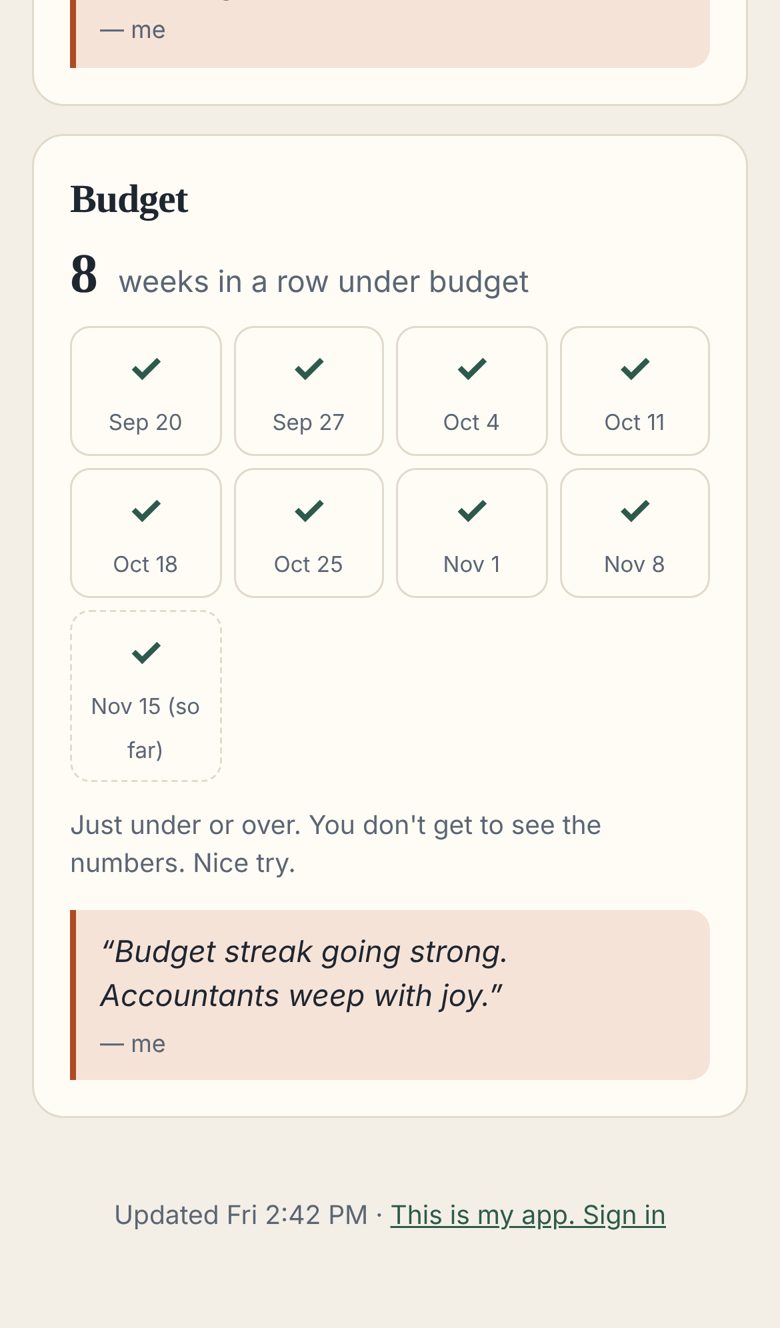 — me
Budget
8 weeks in a row under budget
Sep 20
Sep 27
Oct 4
Oct 11
Oct 18
Oct 25
Nov 1
Nov 8
Nov 15 (so
far)
Just under or over. You don't get to see the
numbers. Nice try.
“Budget streak going strong.
Accountants weep with joy.”
— me
Updated Fri 2:42 PM · This is my app. Sign in